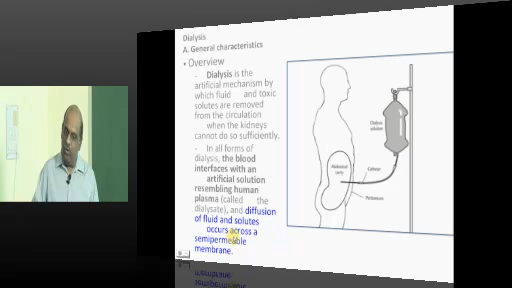 Dialysis
A. General characteristics
• Overview
- Dialysis is the
artificial mechanism by
which fluid and toxic
solutes are removed
from the circulation
when the kidneys
cannot do so sufficiently.
- In all forms of
dialysis, the blood
interfaces with an
artificial solution
resembling human
plasma (called the
dialysate), and diffusion
of fluid and solutes
occurs across a
semipermeable
membrane.
Dialysis
solution
Abdominal
cavity
Catheter
Peritoneum